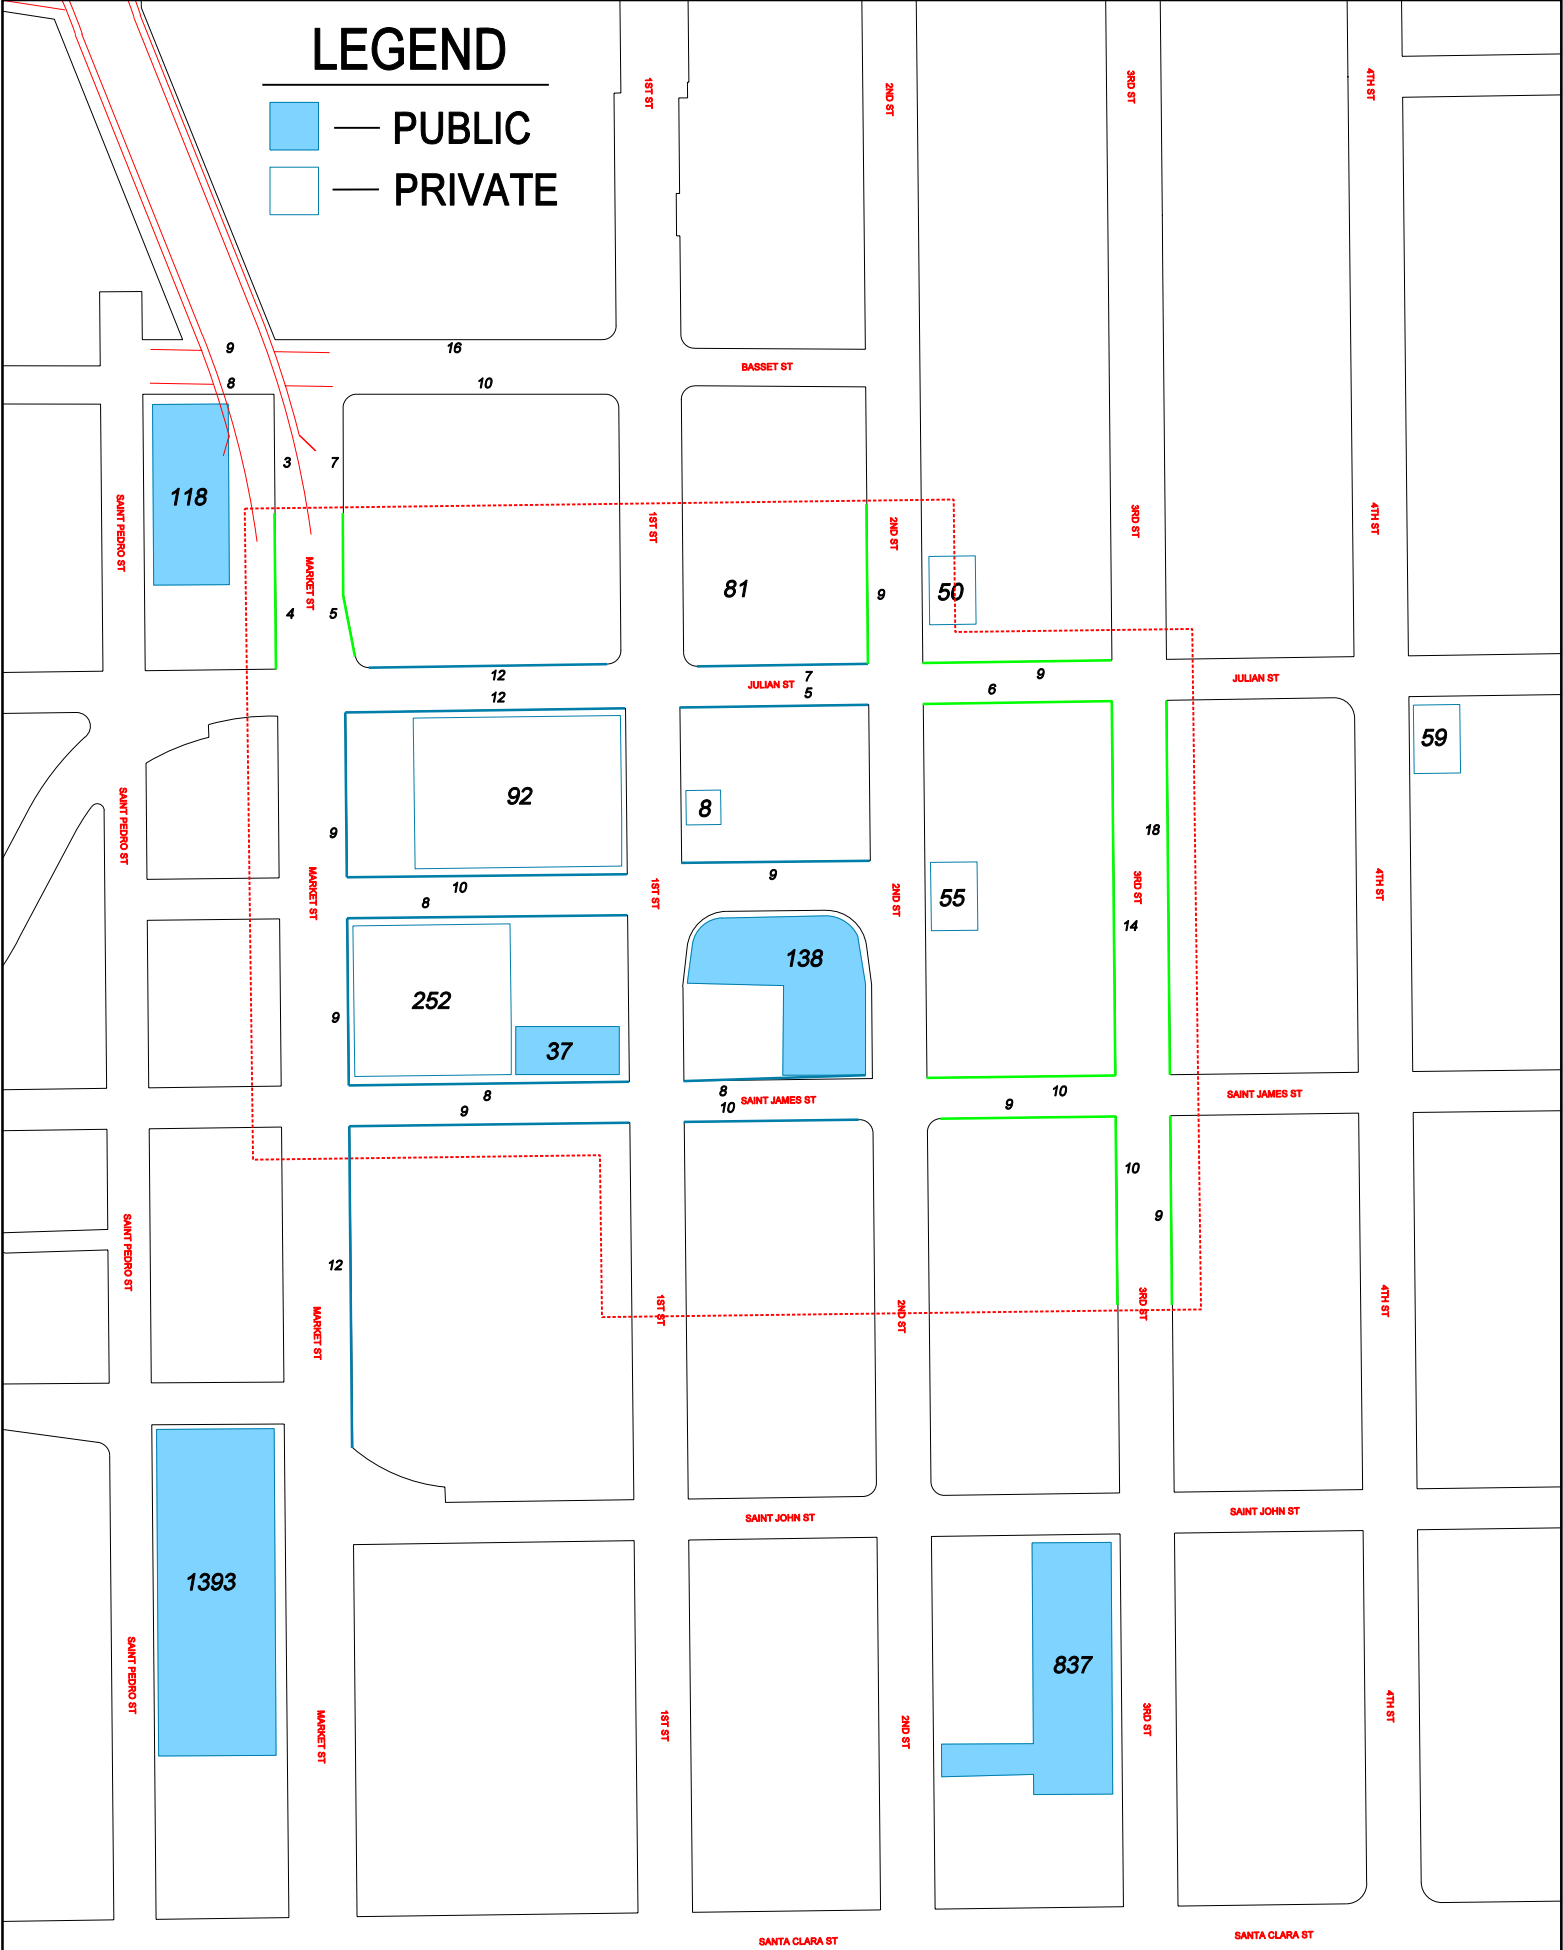 LEGEND
PUBLIC
PRIVATE
1ST ST
2ND ST
3RD ST
4TH ST
9
16
BASSET ST
8
10
3
7
118
SAINT PEDRO ST
1ST ST
2ND ST
3RD ST
4TH ST
MARKET ST
4
5
81
9
50
12
7
9
JULIAN ST
JULIAN ST
12
5
6
59
92
8
SAINT PEDRO ST
9
18
MARKET ST
10
1ST ST
9
2ND ST
55
3RD ST
4TH ST
8
14
138
252
9
37
8
8
10
SAINT JAMES ST
SAINT JAMES ST
9
10
9
10
9
SAINT PEDRO ST
12
MARKET ST
1ST ST
2ND ST
3RD ST
4TH ST
SAINT JOHN ST
SAINT JOHN ST
1393
837
SAINT PEDRO ST
MARKET ST
1ST ST
2ND ST
3RD ST
4TH ST
SANTA CLARA ST
SANTA CLARA ST